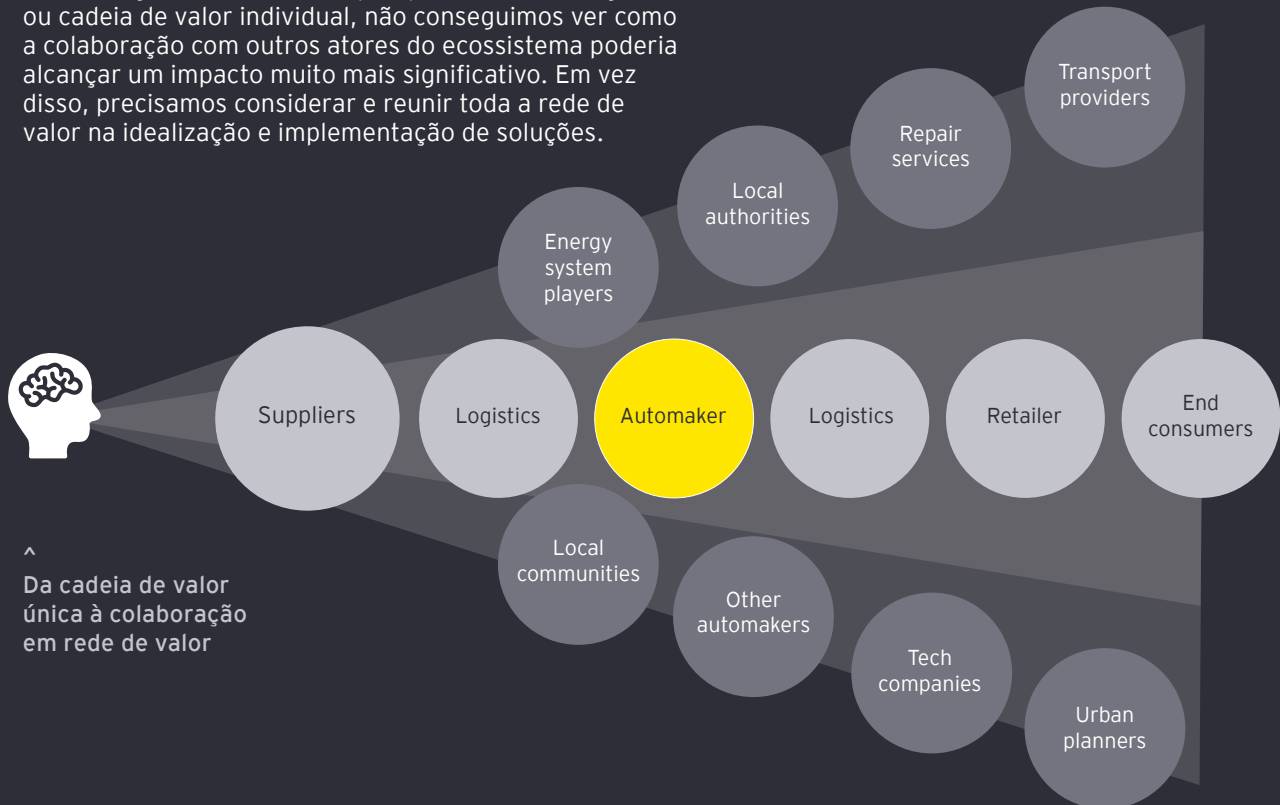 ou cadeia de valor individual, não conseguimos ver como
a colaboração com outros atores do ecossistema poderia
alcançar um impacto muito mais significativo. Em vez
disso, precisamos considerar e reunir toda a rede de
valor na idealização e implementação de soluções.
Transport
providers
Repair
services
Local
authorities
Energy
system
players
Suppliers
Logistics
Automaker
Logistics
Retailer
End
consumers
Local
communities
Other
automakers
Tech
companies
Urban
planners
^
Da cadeia de valor
única à colaboração
em rede de valor